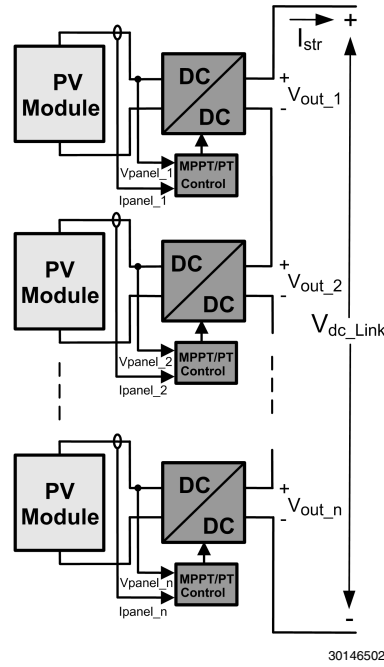 +
I_str
PV
Module
DC
DC
+
V_out_1
-
Vpanel_1
Ipanel_1
MPPT/PT
Control
PV
Module
DC
DC
+
V_out_2
-
V_dc_Link
Vpanel_2
Ipanel_2
MPPT/PT
Control
PV
Module
DC
DC
+
V_out_n
-
Vpanel_n
Ipanel_n
MPPT/PT
Control
-
30146502